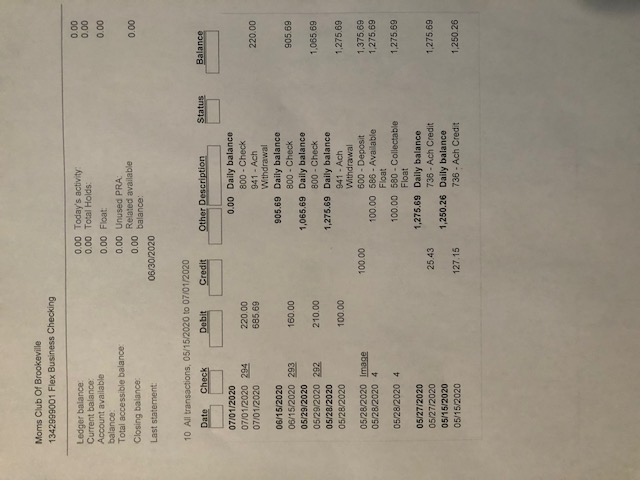 Moms Club Of Brookeville
1342999001 Flex Business Checking
Ledger balance: 0.00 Today's activity: 0.00
Current balance: 0.00 Total Holds: 0.00
Account available balance: 0.00 Float: 0.00
Total accessible balance: 0.00 Unused PRA:
Closing balance: 0.00 Related available balance: 0.00
Last statement: 06/30/2020
10 All transactions, 05/15/2020 to 07/01/2020
Date Check Debit Credit Other Description Status Balance
07/01/2020 0.00 Daily balance
07/01/2020 294 220.00 800 - Check
07/01/2020 685.69 941 - Ach Withdrawal 220.00
06/15/2020 905.69 Daily balance
06/15/2020 293 160.00 800 - Check 905.69
05/29/2020 1,065.69 Daily balance
05/29/2020 292 210.00 800 - Check 1,065.69
05/28/2020 1,275.69 Daily balance
05/28/2020 100.00 941 - Ach Withdrawal 1,275.69
05/28/2020 Image 100.00 600 - Deposit 1,375.69
05/28/2020 4 100.00 586 - Available Float 1,275.69
05/28/2020 4 100.00 580 - Collectable Float 1,275.69
05/27/2020 1,275.69 Daily balance
05/27/2020 25.43 736 - Ach Credit 1,275.69
05/15/2020 1,250.26 Daily balance
05/15/2020 127.15 736 - Ach Credit 1,250.26